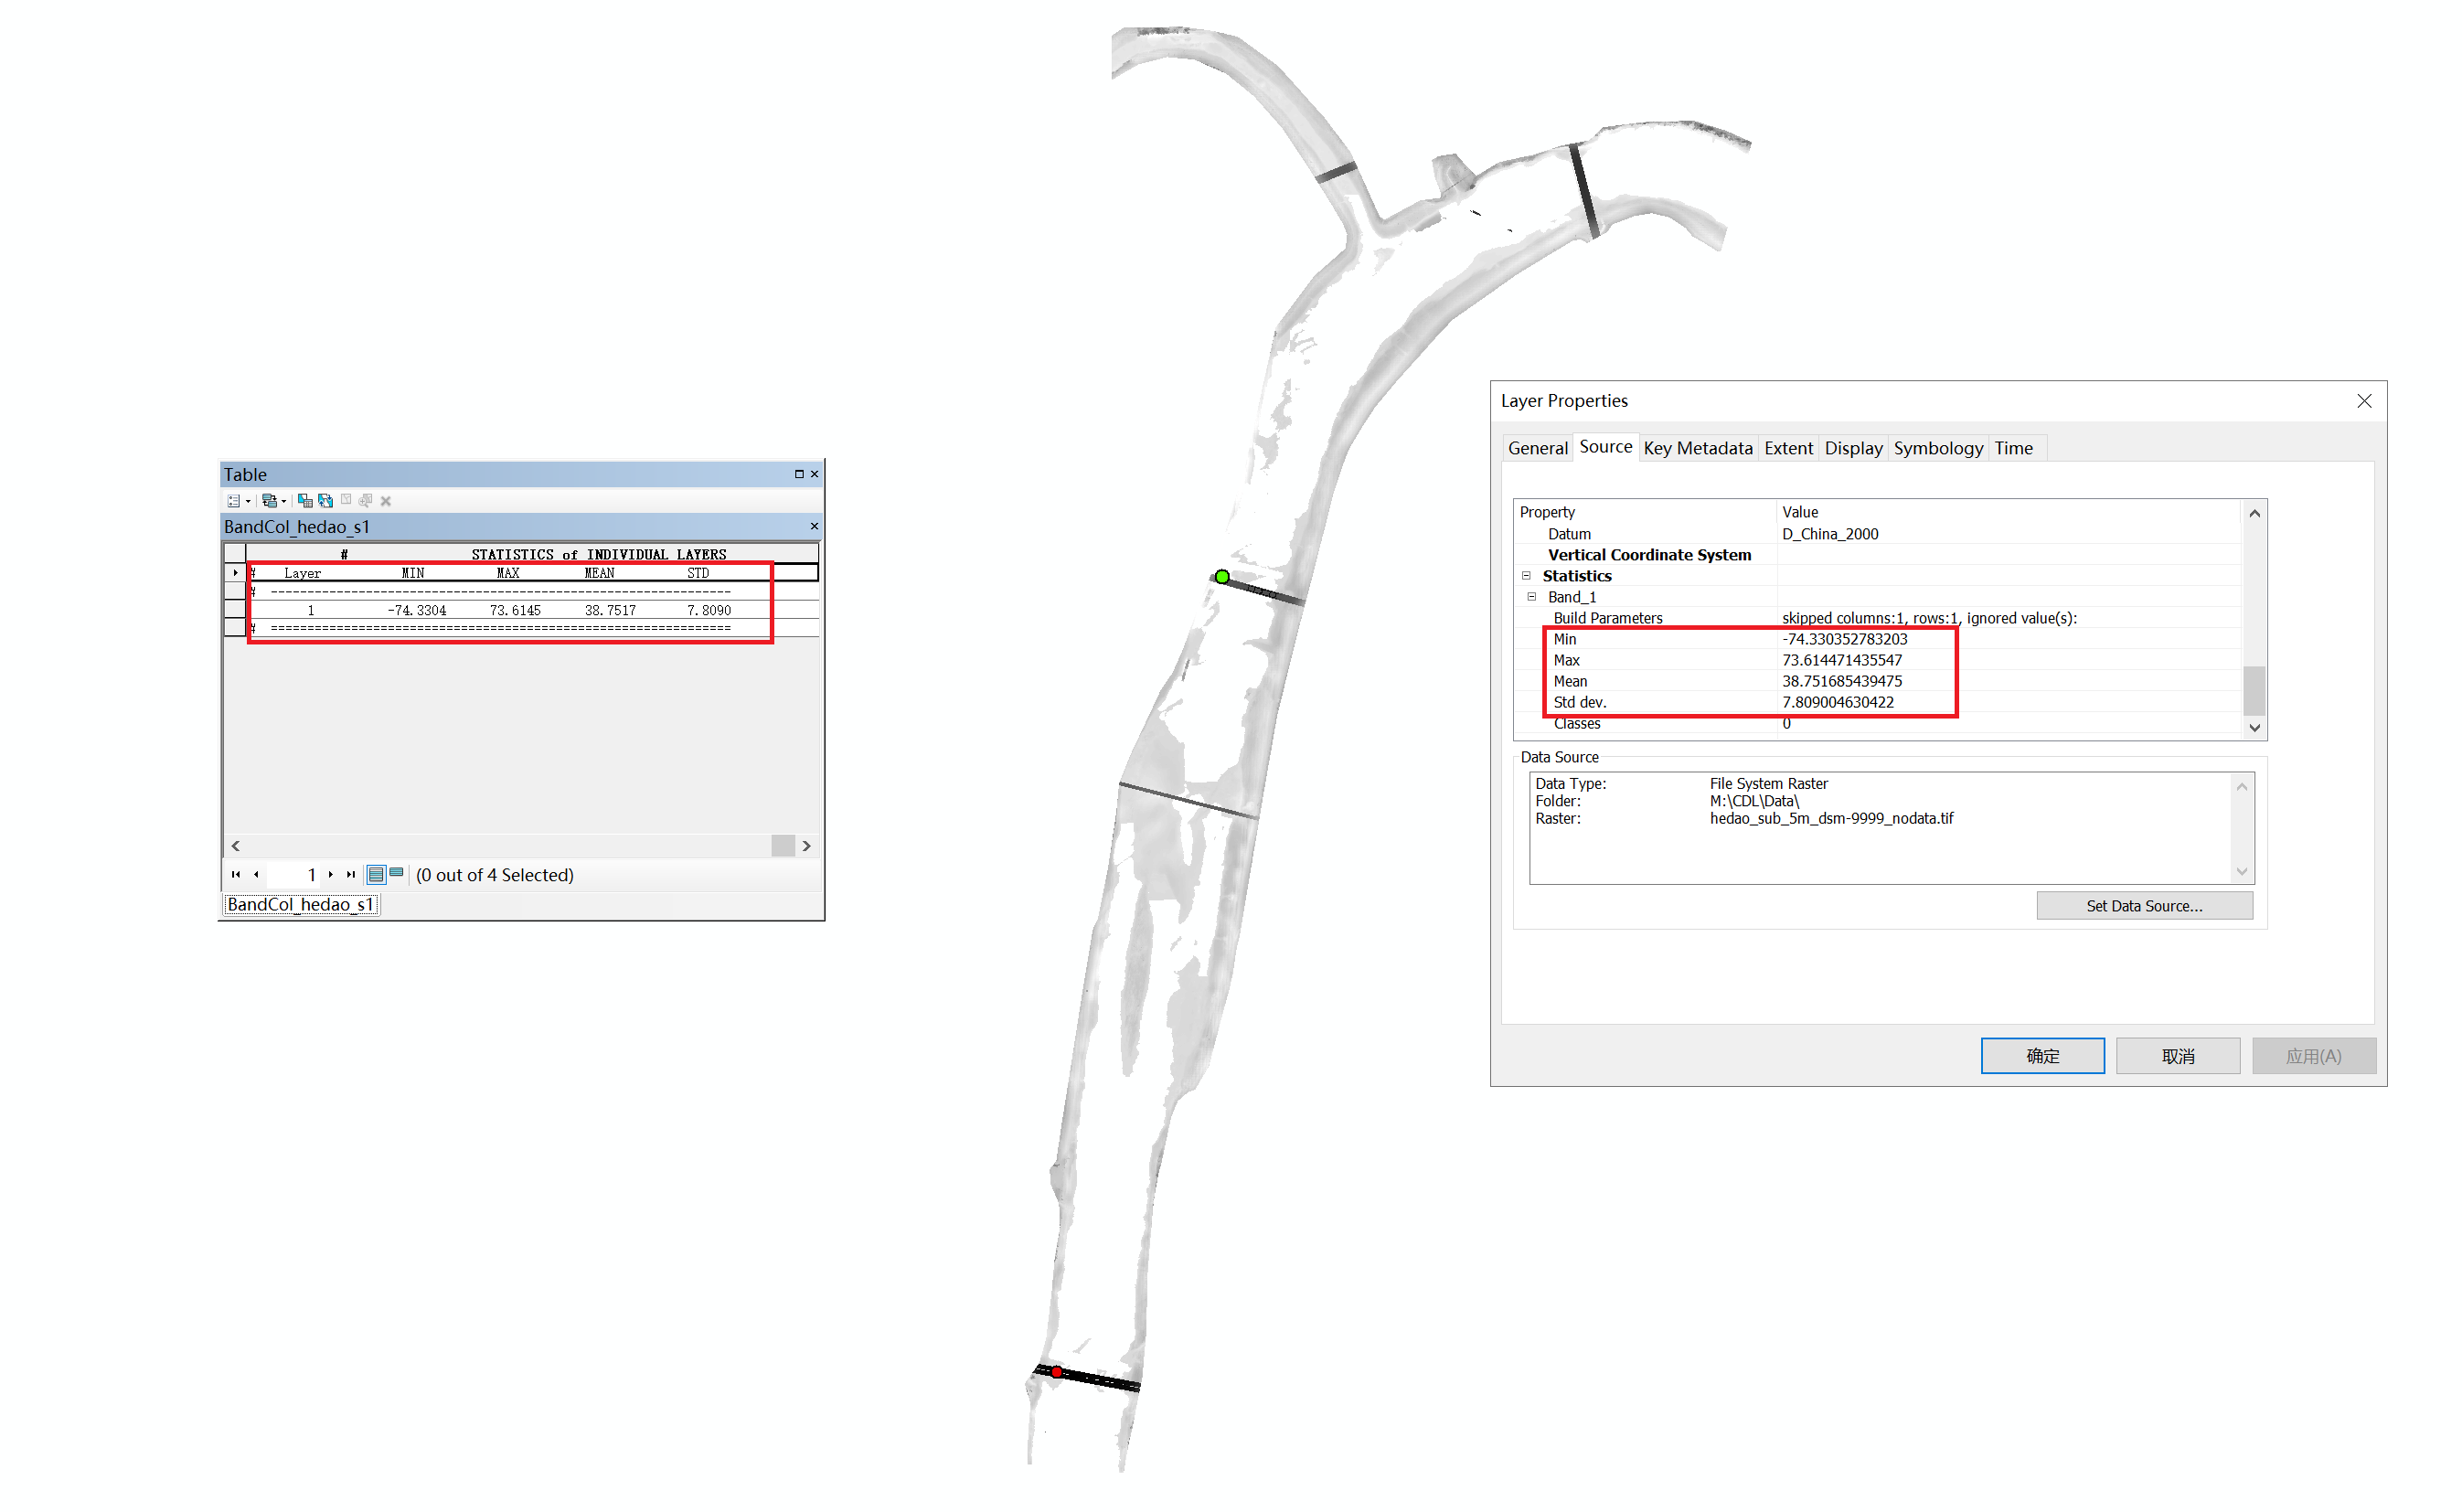 Table
BandCol_hedao_s1
# STATISTICS of INDIVIDUAL LAYERS
# Layer MIN MAX MEAN STD
# ---------------------------------------------------------------
1 -74.3304 73.6145 38.7517 7.8090
# ===============================================================
1 (0 out of 4 Selected)
BandCol_hedao_s1
Layer Properties
General Source Key Metadata Extent Display Symbology Time
Property Value
Datum D_China_2000
Vertical Coordinate System
Statistics
Band_1
Build Parameters skipped columns:1, rows:1, ignored value(s):
Min -74.330352783203
Max 73.614471435547
Mean 38.751685439475
Std dev. 7.809004630422
Classes 0
Data Source
Data Type: File System Raster
Folder: M:\CDL\Data\
Raster: hedao_sub_5m_dsm-9999_nodata.tif
Set Data Source...
确定 取消 应用(A)